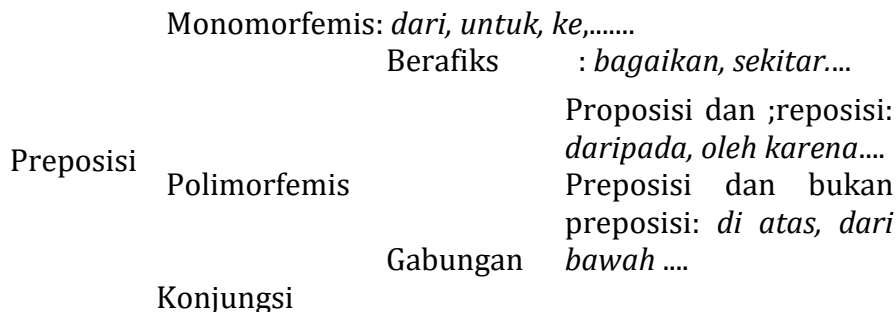 Monomorfemis: dari, untuk, ke,.......
Berafiks : bagaikan, sekitar....
Proposisi dan ;reposisi:
daripada, oleh karena....
Preposisi
Polimorfemis
Preposisi dan bukan
preposisi: di atas, dari
Gabungan bawah ....
Konjungsi